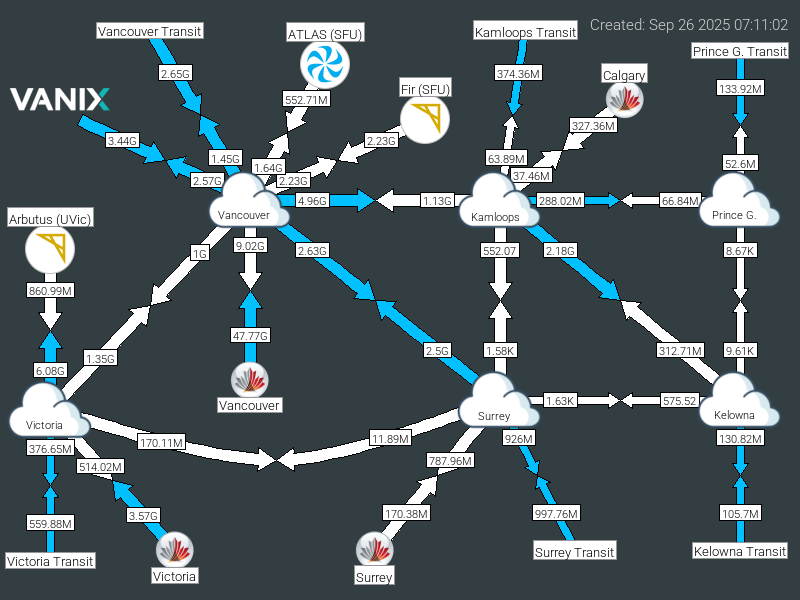 Created: Sep 26 2025 07:11:02
Vancouver Transit
ATLAS (SFU)
Kamloops Transit
Prince G. Transit
2.65G
374.36M
Calgary
133.92M
Fir (SFU)
VANIX
552.71M
327.36M
3.44G
2.23G
1.45G
63.89M
52.6M
1.64G
37.46M
2.57G
2.23G
4.96G
1.13G
288.02M
66.84M
Vancouver
Kamloops
Prince G.
Arbutus (UVic)
1G
9.02G
2.63G
552.07
2.18G
8.67K
860.99M
47.77G
1.35G
2.5G
1.58K
312.71M
9.61K
6.08G
Vancouver
1.63K
575.52
Victoria
Surrey
Kelowna
376.65M
170.11M
11.89M
926M
130.82M
514.02M
787.96M
559.88M
3.57G
170.38M
997.76M
105.7M
Victoria Transit
Victoria
Surrey
Surrey Transit
Kelowna Transit